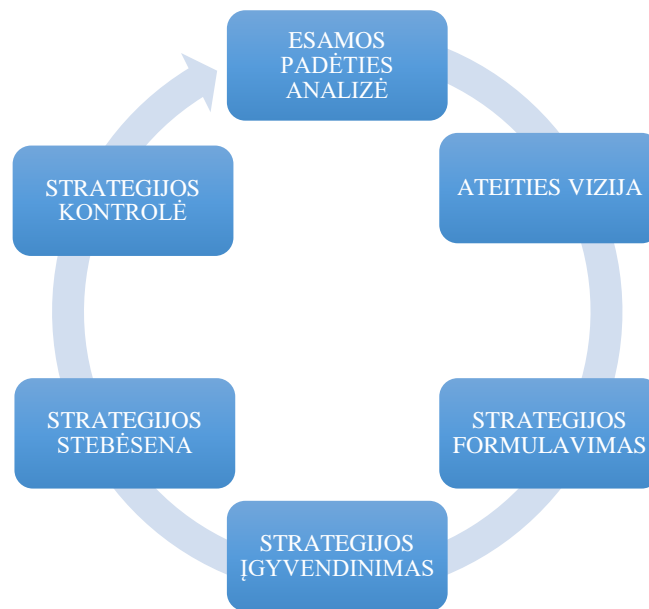 ESAMOS
PADĖTIES
ANALIZĖ
ATEITIES VIZIJA
STRATEGIJOS
FORMULAVIMAS
STRATEGIJOS
ĮGYVENDINIMAS
STRATEGIJOS
STEBĖSENA
STRATEGIJOS
KONTROLĖ